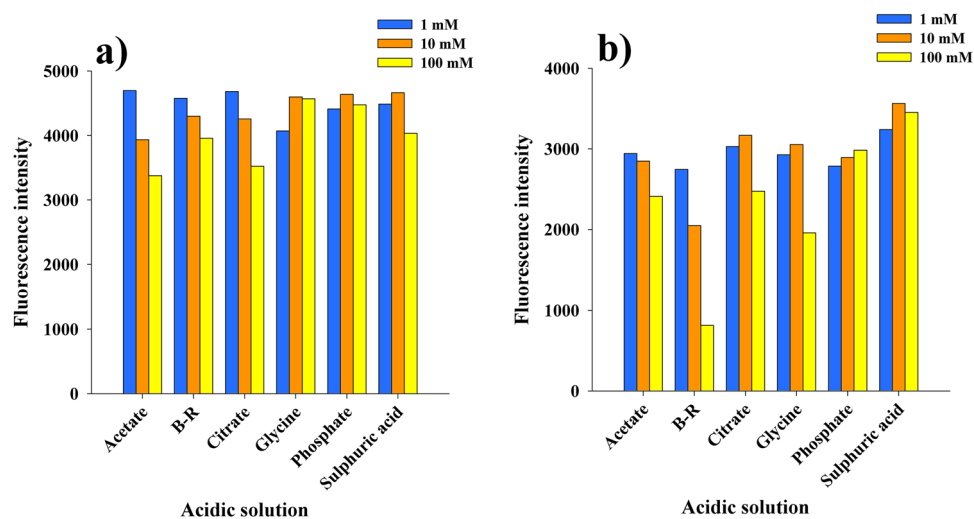 a)
1 mM
10 mM
100 mM
5000
4000
3000
2000
1000
0
Fluorescence intensity
Acetate
B-R
Citrate
Glycine
Phosphate
Sulphuric acid
Acidic solution
b)
1 mM
10 mM
100 mM
4000
3000
2000
1000
0
Fluorescence intensity
Acetate
B-R
Citrate
Glycine
Phosphate
Sulphuric acid
Acidic solution